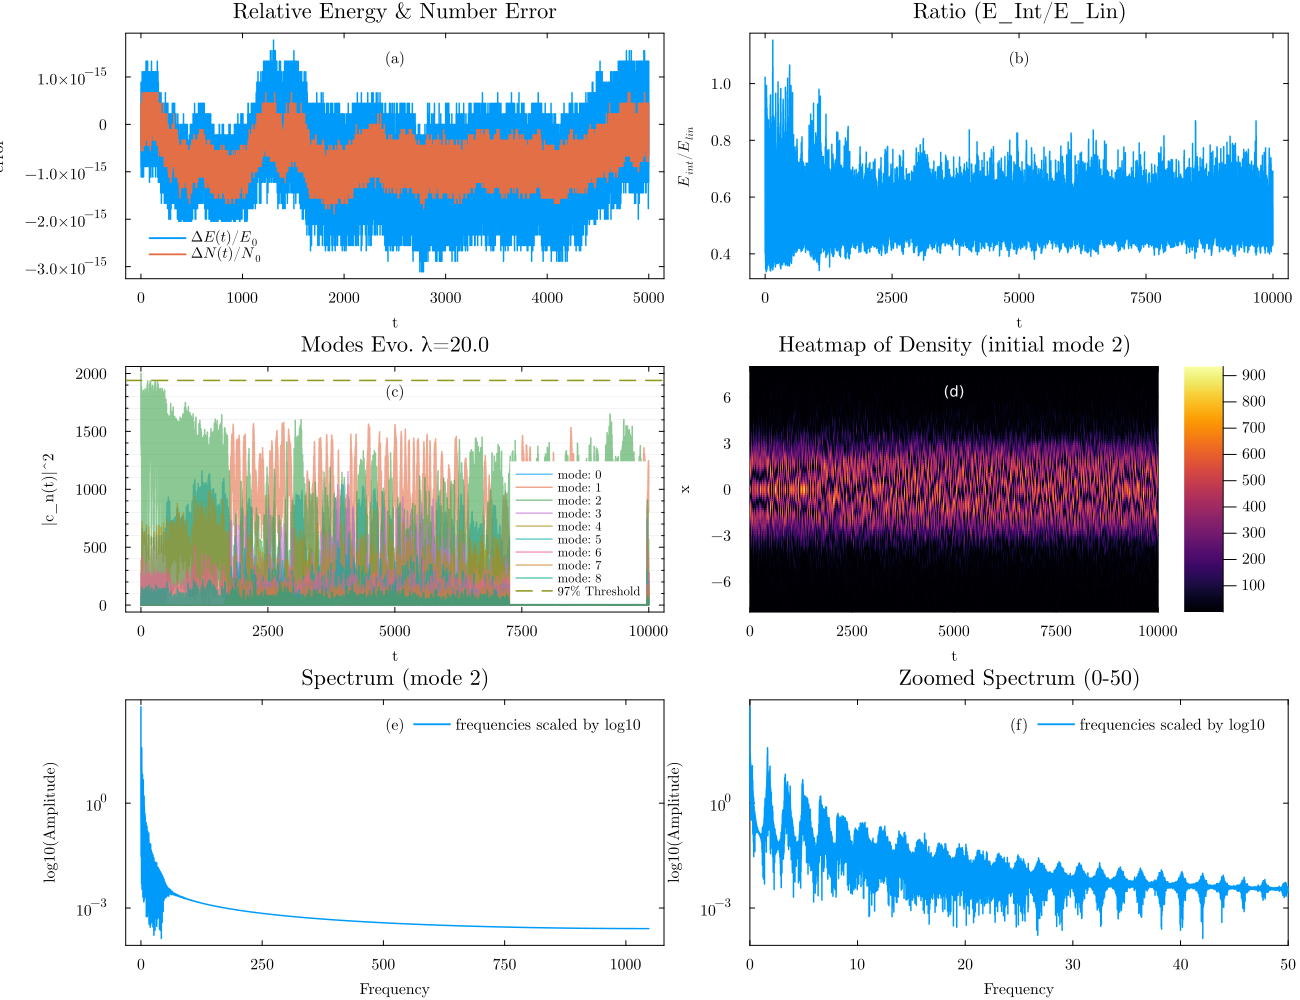 Relative Energy & Number Error
(a)
1.0×10−15
0
−1.0×10−15
−2.0×10−15
−3.0×10−15
ΔE(t)/E0
ΔN(t)/N0
0 1000 2000 3000 4000 5000
t
Ratio (E_Int/E_Lin)
(b)
E_int/E_lin
1.0
0.8
0.6
0.4
0 2500 5000 7500 10000
t
Modes Evo. λ=20.0
(c)
|c_n(t)|^2
2000
1500
1000
500
0
mode: 0
mode: 1
mode: 2
mode: 3
mode: 4
mode: 5
mode: 6
mode: 7
mode: 8
97% Threshold
0 2500 5000 7500 10000
t
Heatmap of Density (initial mode 2)
(d)
x
6
3
0
−3
−6
0 2500 5000 7500 10000
t
900
800
700
600
500
400
300
200
100
Spectrum (mode 2)
(e)
frequencies scaled by log10
log10(Amplitude)
10^0
10^−3
0 250 500 750 1000
Frequency
Zoomed Spectrum (0-50)
(f)
frequencies scaled by log10
log10(Amplitude)
10^0
10^−3
0 10 20 30 40 50
Frequency